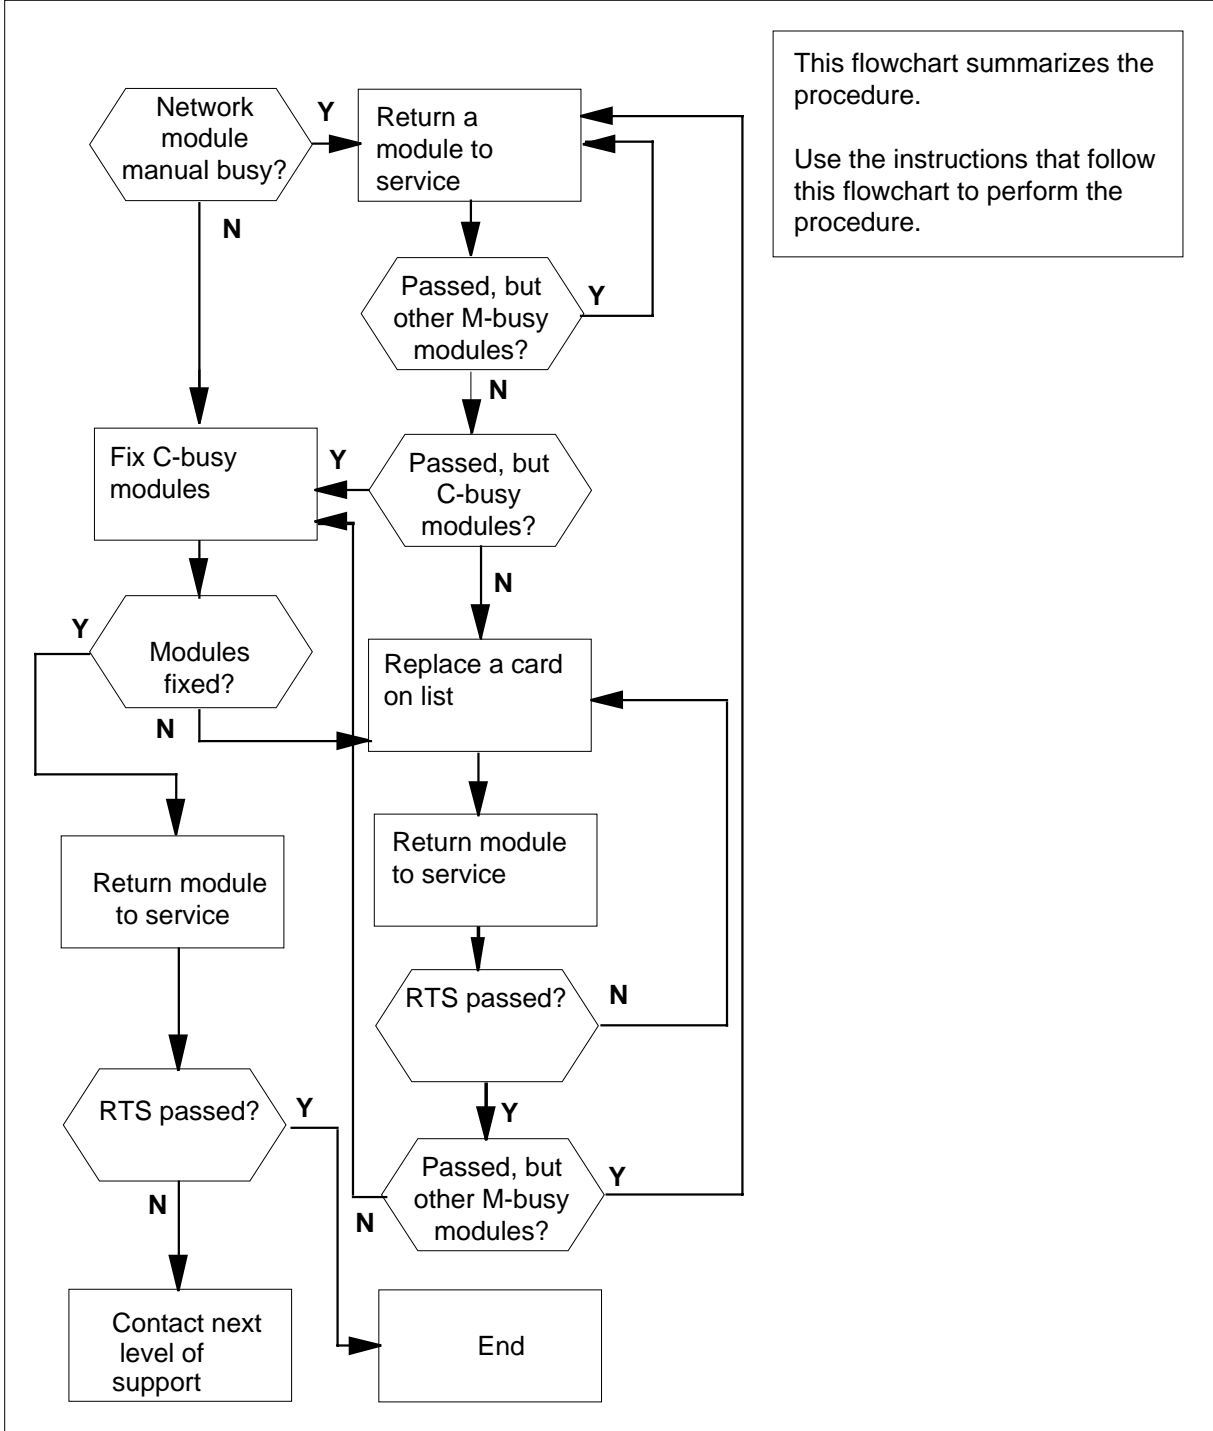 Network
module
manual busy?
Y
N
Return a
module to
service
This flowchart summarizes the
procedure.
Use the instructions that follow
this flowchart to perform the
procedure.
Passed, but
other M-busy
modules?
Y
N
Fix C-busy
modules
Y
Passed, but
C-busy
modules?
N
Y
Modules
fixed?
N
Replace a card
on list
Return module
to service
Return module
to service
RTS passed?
N
Y
RTS passed?
Y
N
Passed, but
other M-busy
modules?
Y
N
Contact next
level of
support
End